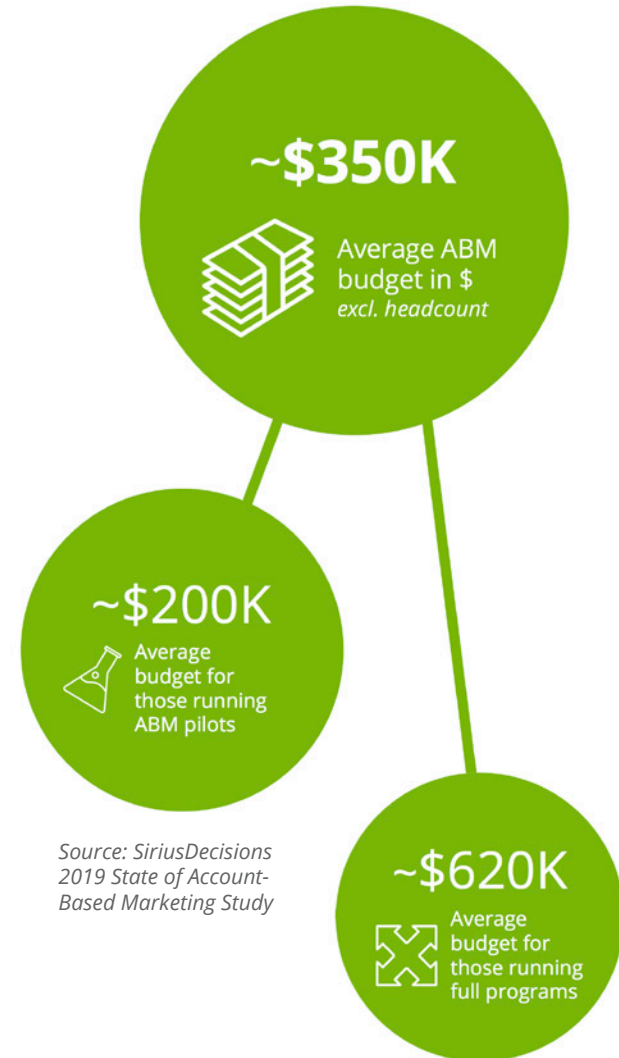 ~$350K
Average ABM
budget in $
excl. headcount
~$200K
Average
budget for
those running
ABM pilots
Source: SiriusDecisions
2019 State of Account-
Based Marketing Study
~$620K
Average
budget for
those running
full programs